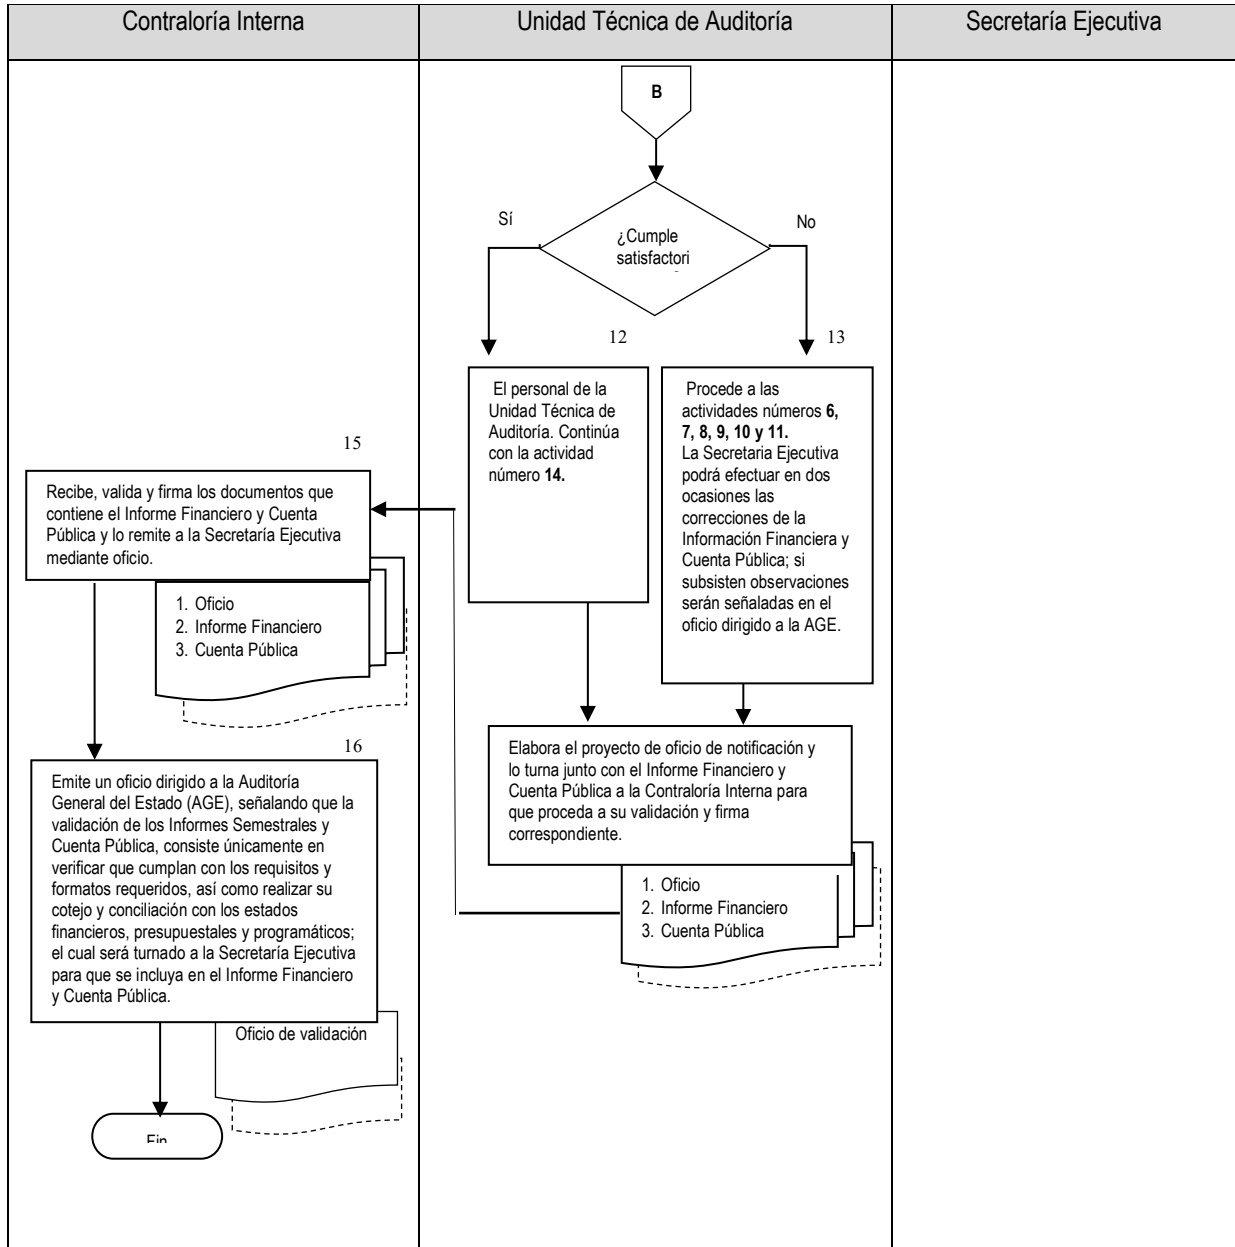 Contraloría Interna
Unidad Técnica de Auditoría
Secretaría Ejecutiva
B
¿Cumple
satisfactori
Sí
No
12
El personal de la
Unidad Técnica de
Auditoría. Continúa
con la actividad
número 14.
13
Procede a las
actividades números 6,
7, 8, 9, 10 y 11.
La Secretaria Ejecutiva
podrá efectuar en dos
ocasiones las
correcciones de la
Información Financiera y
Cuenta Pública; si
subsisten observaciones
serán señaladas en el
oficio dirigido a la AGE.
Elabora el proyecto de oficio de notificación y
lo turna junto con el Informe Financiero y
Cuenta Pública a la Contraloría Interna para
que proceda a su validación y firma
correspondiente.
1. Oficio
2. Informe Financiero
3. Cuenta Pública
15
Recibe, valida y firma los documentos que
contiene el Informe Financiero y Cuenta
Pública y lo remite a la Secretaría Ejecutiva
mediante oficio.
1. Oficio
2. Informe Financiero
3. Cuenta Pública
16
Emite un oficio dirigido a la Auditoría
General del Estado (AGE), señalando que la
validación de los Informes Semestrales y
Cuenta Pública, consiste únicamente en
verificar que cumplan con los requisitos y
formatos requeridos, así como realizar su
cotejo y conciliación con los estados
financieros, presupuestales y programáticos;
el cual será turnado a la Secretaría Ejecutiva
para que se incluya en el Informe Financiero
y Cuenta Pública.
Oficio de validación
Fin